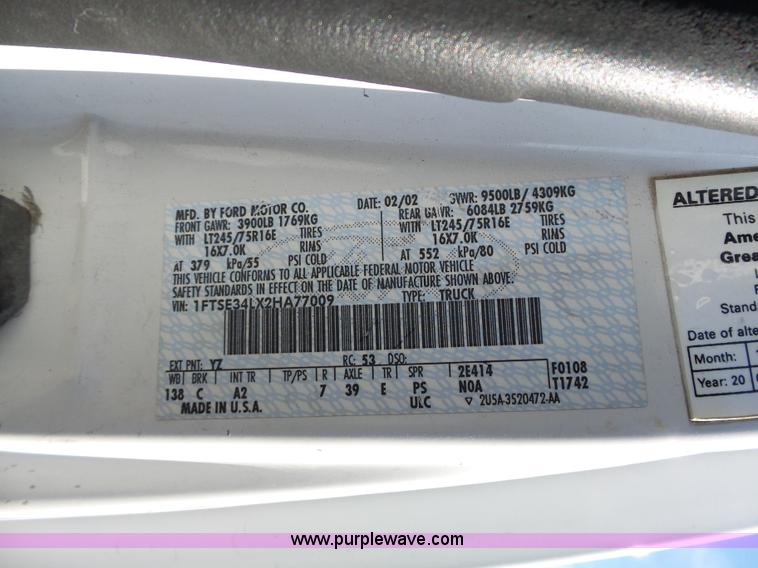 MFD. BY FORD MOTOR CO.
DATE: 02/02
GVWR: 9500LB/ 4309KG
FRONT GAWR: 3900LB 1769KG
REAR GAWR: 6084LB 2759KG
WITH LT245/75R16E TIRES
WITH LT245/75R16E TIRES
16X7.0K RINS
16X7.0K RINS
AT 379 kPa/55 PSI COLD
AT 552 kPa/80 PSI COLD
THIS VEHICLE CONFORMS TO ALL APPLICABLE FEDERAL MOTOR VEHICLE
SAFETY STANDARDS IN EFFECT ON THE DATE OF MANUFACTURE SHOWN ABOVE.
VIN: 1FTSE34LX2HA77009
TYPE: TRUCK
EXT PNT: YZ RC: 53 DSO:
WB BRK INT TR TP/PS R AXLE TR SPR 2E414 F0108
138 C A2 7 39 E PS NOA T1742
MADE IN U.S.A. ULC ▽ 2U5A-3520472-AA
ALTERED
This
Ame
Grea
Stand
Date of alte
Month:
Year: 20
www.purplewave.com